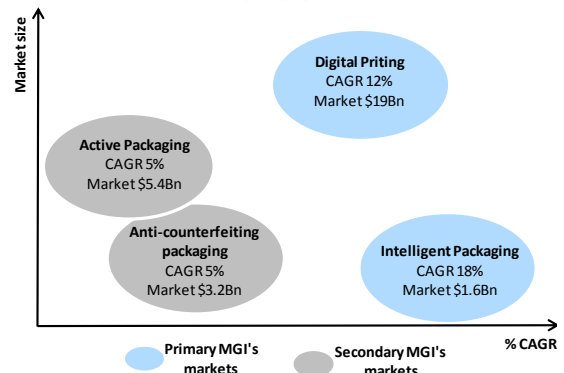 Market size
Digital Priting
CAGR 12%
Market $19Bn
Active Packaging
CAGR 5%
Market $5.4Bn
Anti-counterfeiting
packaging
CAGR 5%
Market $3.2Bn
Intelligent Packaging
CAGR 18%
Market $1.6Bn
% CAGR
Primary MGI's
markets
Secondary MGI's
markets